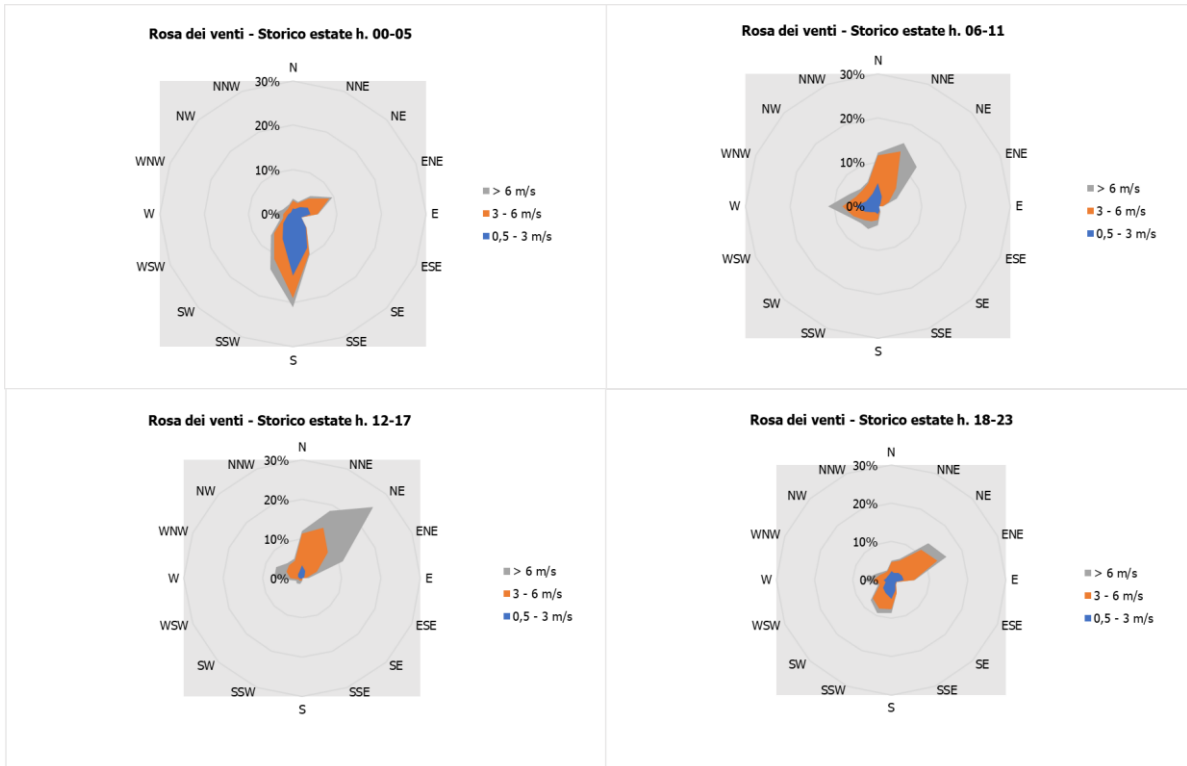 Rosa dei venti - Storico estate h. 00-05
N
NNE
NE
ENE
E
ESE
SE
SSE
S
SSW
SW
WSW
W
WNW
NW
NNW
30%
20%
10%
0%
> 6 m/s
3 - 6 m/s
0,5 - 3 m/s
Rosa dei venti - Storico estate h. 06-11
N
NNE
NE
ENE
E
ESE
SE
SSE
S
SSW
SW
WSW
W
WNW
NW
NNW
30%
20%
10%
0%
> 6 m/s
3 - 6 m/s
0,5 - 3 m/s
Rosa dei venti - Storico estate h. 12-17
N
NNE
NE
ENE
E
ESE
SE
SSE
S
SSW
SW
WSW
W
WNW
NW
NNW
30%
20%
10%
0%
> 6 m/s
3 - 6 m/s
0,5 - 3 m/s
Rosa dei venti - Storico estate h. 18-23
N
NNE
NE
ENE
E
ESE
SE
SSE
S
SSW
SW
WSW
W
WNW
NW
NNW
30%
20%
10%
0%
> 6 m/s
3 - 6 m/s
0,5 - 3 m/s